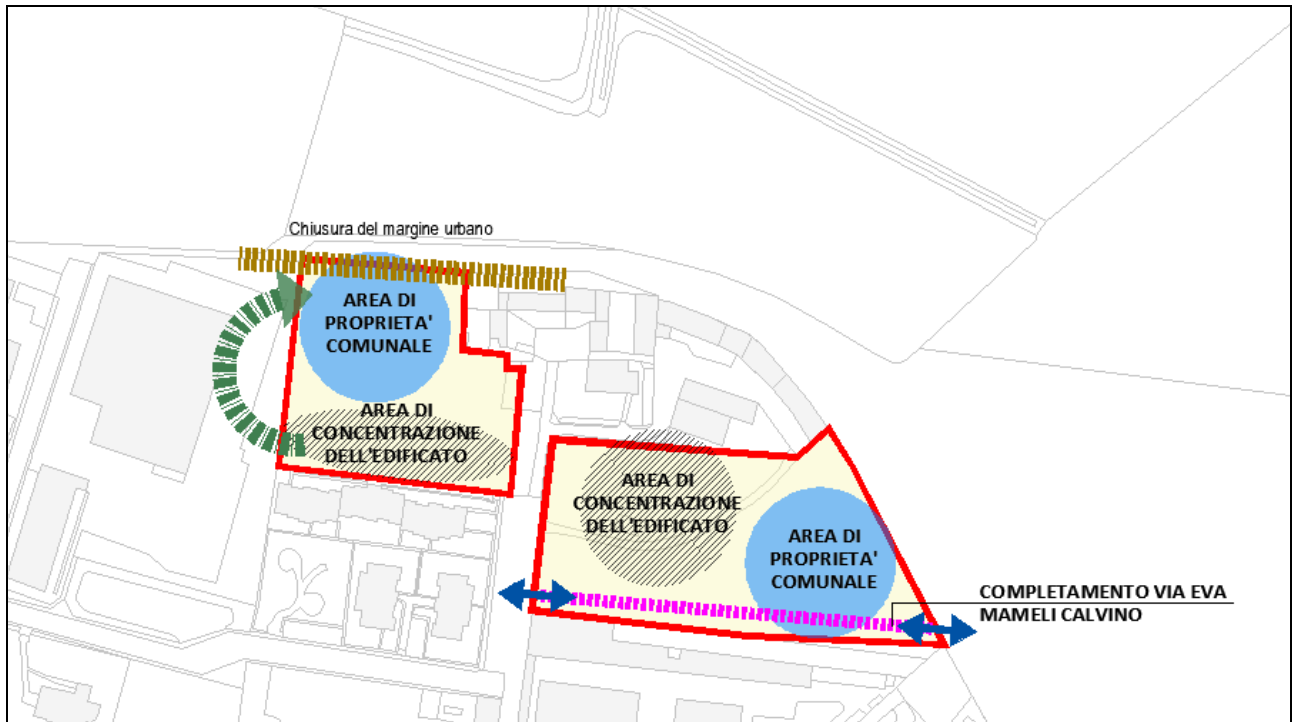 Chiusura del margine urbano
AREA DI
PROPRIETA'
COMUNALE
AREA DI
CONCENTRAZIONE
DELL'EDIFICATO
AREA DI
CONCENTRAZIONE
DELL'EDIFICATO
AREA DI
PROPRIETA'
COMUNALE
COMPLETAMENTO VIA EVA
MAMELI CALVINO